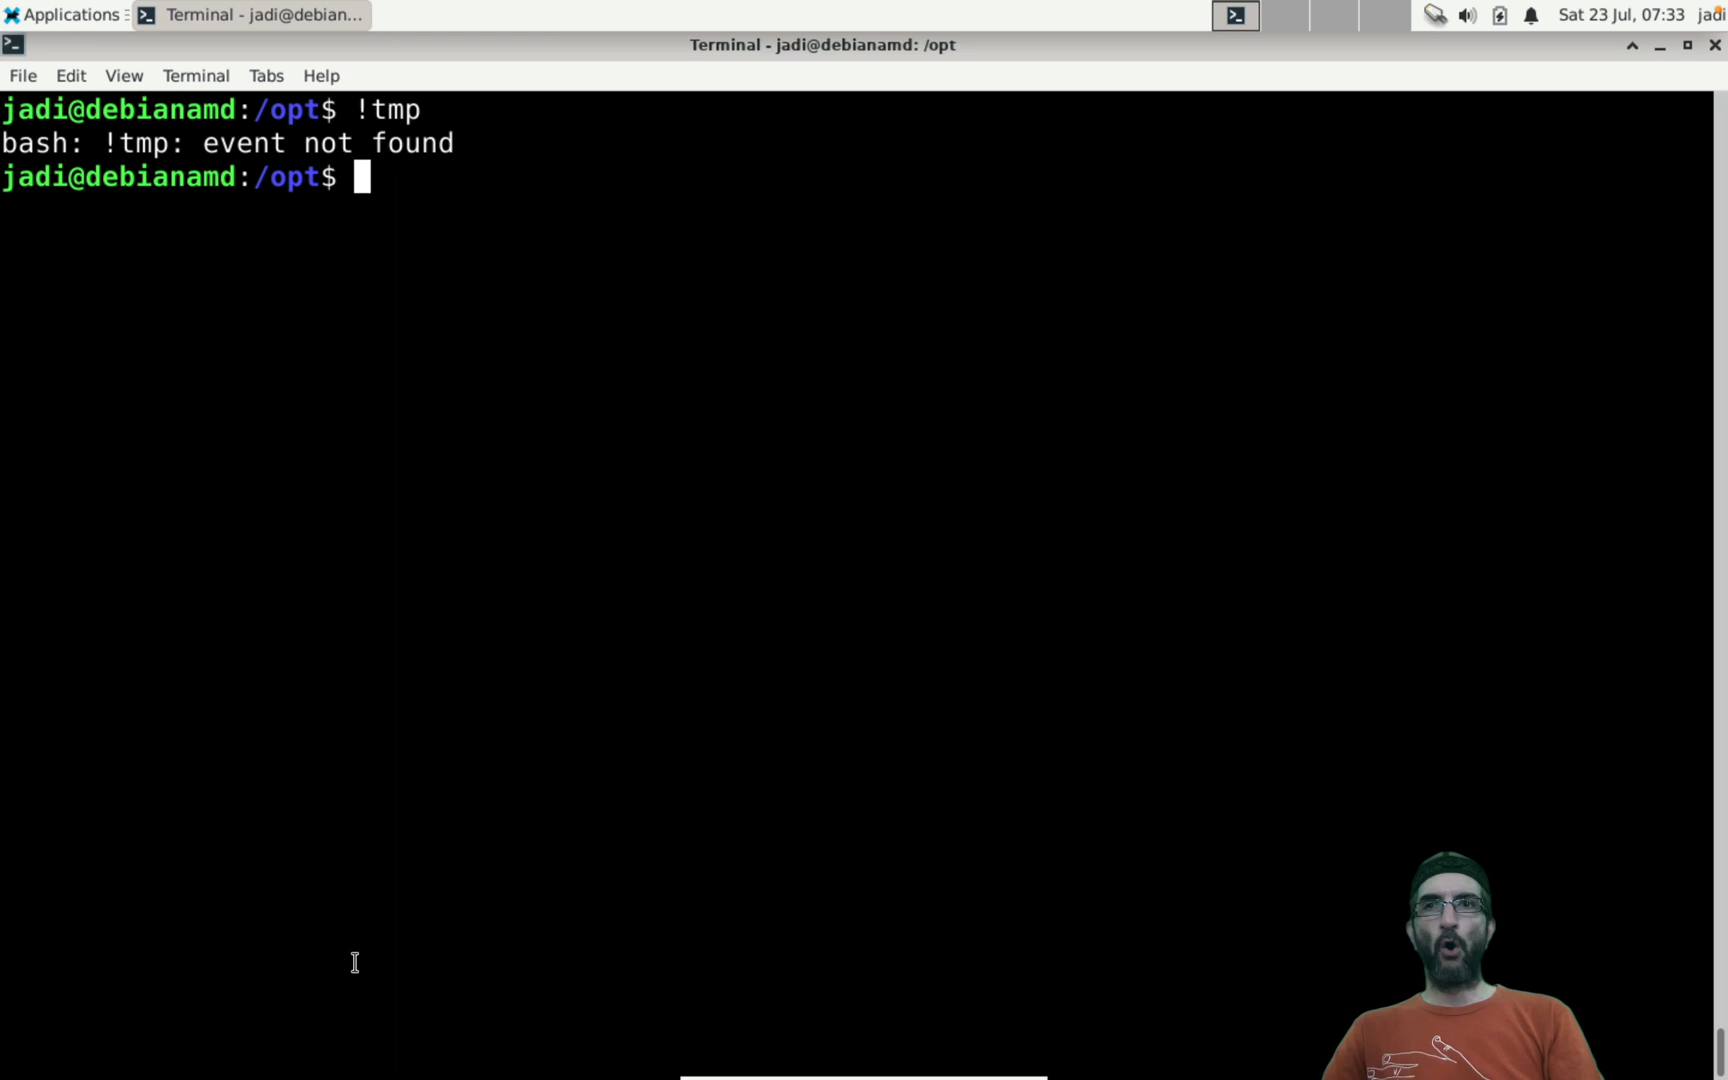 Applications
Terminal - jadi@debian...
Sat 23 Jul, 07:33
jadi
Terminal - jadi@debianamd: /opt
File Edit View Terminal Tabs Help
jadi@debianamd:/opt$ !tmp
bash: !tmp: event not found
jadi@debianamd:/opt$